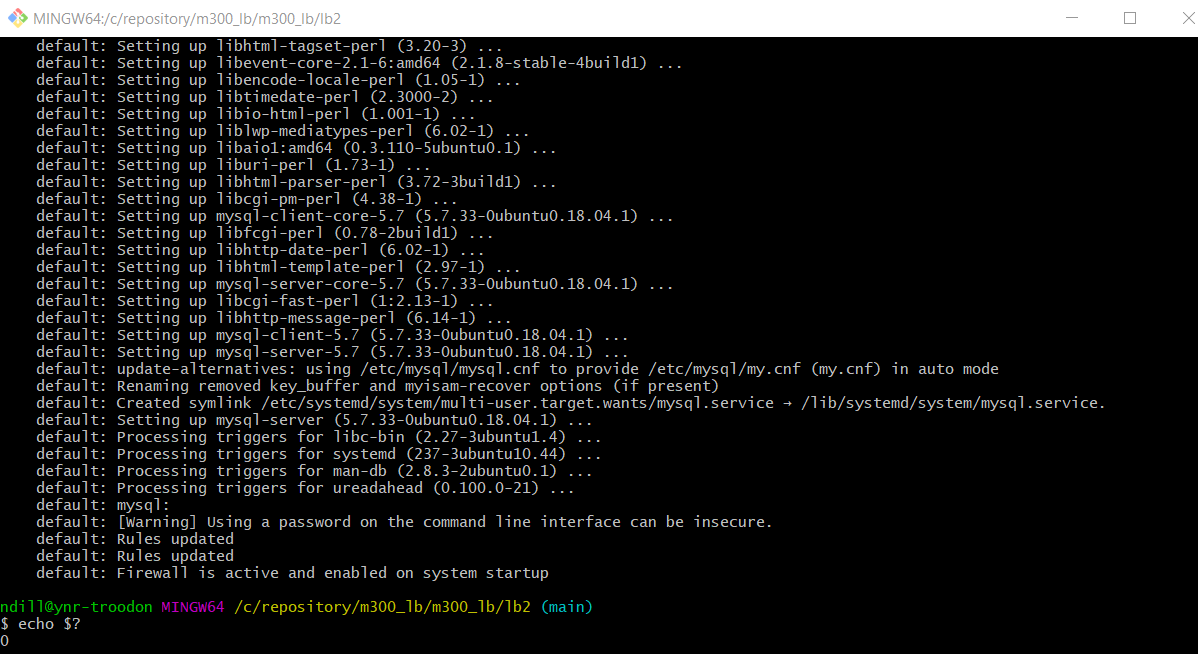 MINGW64:/c/repository/m300_lb/m300_lb/lb2
default: Setting up libhtml-tagset-perl (3.20-3) ...
default: Setting up libevent-core-2.1-6:amd64 (2.1.8-stable-4build1) ...
default: Setting up libencode-locale-perl (1.05-1) ...
default: Setting up libtimedate-perl (2.3000-2) ...
default: Setting up libio-html-perl (1.001-1) ...
default: Setting up liblwp-mediatypes-perl (6.02-1) ...
default: Setting up libaio1:amd64 (0.3.110-5ubuntu0.1) ...
default: Setting up liburi-perl (1.73-1) ...
default: Setting up libhtml-parser-perl (3.72-3build1) ...
default: Setting up libcgi-pm-perl (4.38-1) ...
default: Setting up mysql-client-core-5.7 (5.7.33-0ubuntu0.18.04.1) ...
default: Setting up libfcgi-perl (0.78-2build1) ...
default: Setting up libhttp-date-perl (6.02-1) ...
default: Setting up libhtml-template-perl (2.97-1) ...
default: Setting up mysql-server-core-5.7 (5.7.33-0ubuntu0.18.04.1) ...
default: Setting up libcgi-fast-perl (1:2.13-1) ...
default: Setting up libhttp-message-perl (6.14-1) ...
default: Setting up mysql-client-5.7 (5.7.33-0ubuntu0.18.04.1) ...
default: Setting up mysql-server-5.7 (5.7.33-0ubuntu0.18.04.1) ...
default: update-alternatives: using /etc/mysql/mysql.cnf to provide /etc/mysql/my.cnf (my.cnf) in auto mode
default: Renaming removed key_buffer and myisam-recover options (if present)
default: Created symlink /etc/systemd/system/multi-user.target.wants/mysql.service → /lib/systemd/system/mysql.service.
default: Setting up mysql-server (5.7.33-0ubuntu0.18.04.1) ...
default: Processing triggers for libc-bin (2.27-3ubuntu1.4) ...
default: Processing triggers for systemd (237-3ubuntu10.44) ...
default: Processing triggers for man-db (2.8.3-2ubuntu0.1) ...
default: Processing triggers for ureadahead (0.100.0-21) ...
default: mysql:
default: [Warning] Using a password on the command line interface can be insecure.
default: Rules updated
default: Rules updated
default: Firewall is active and enabled on system startup
ndill@ynr-troodon MINGW64 /c/repository/m300_lb/m300_lb/lb2 (main)
$ echo $?
0